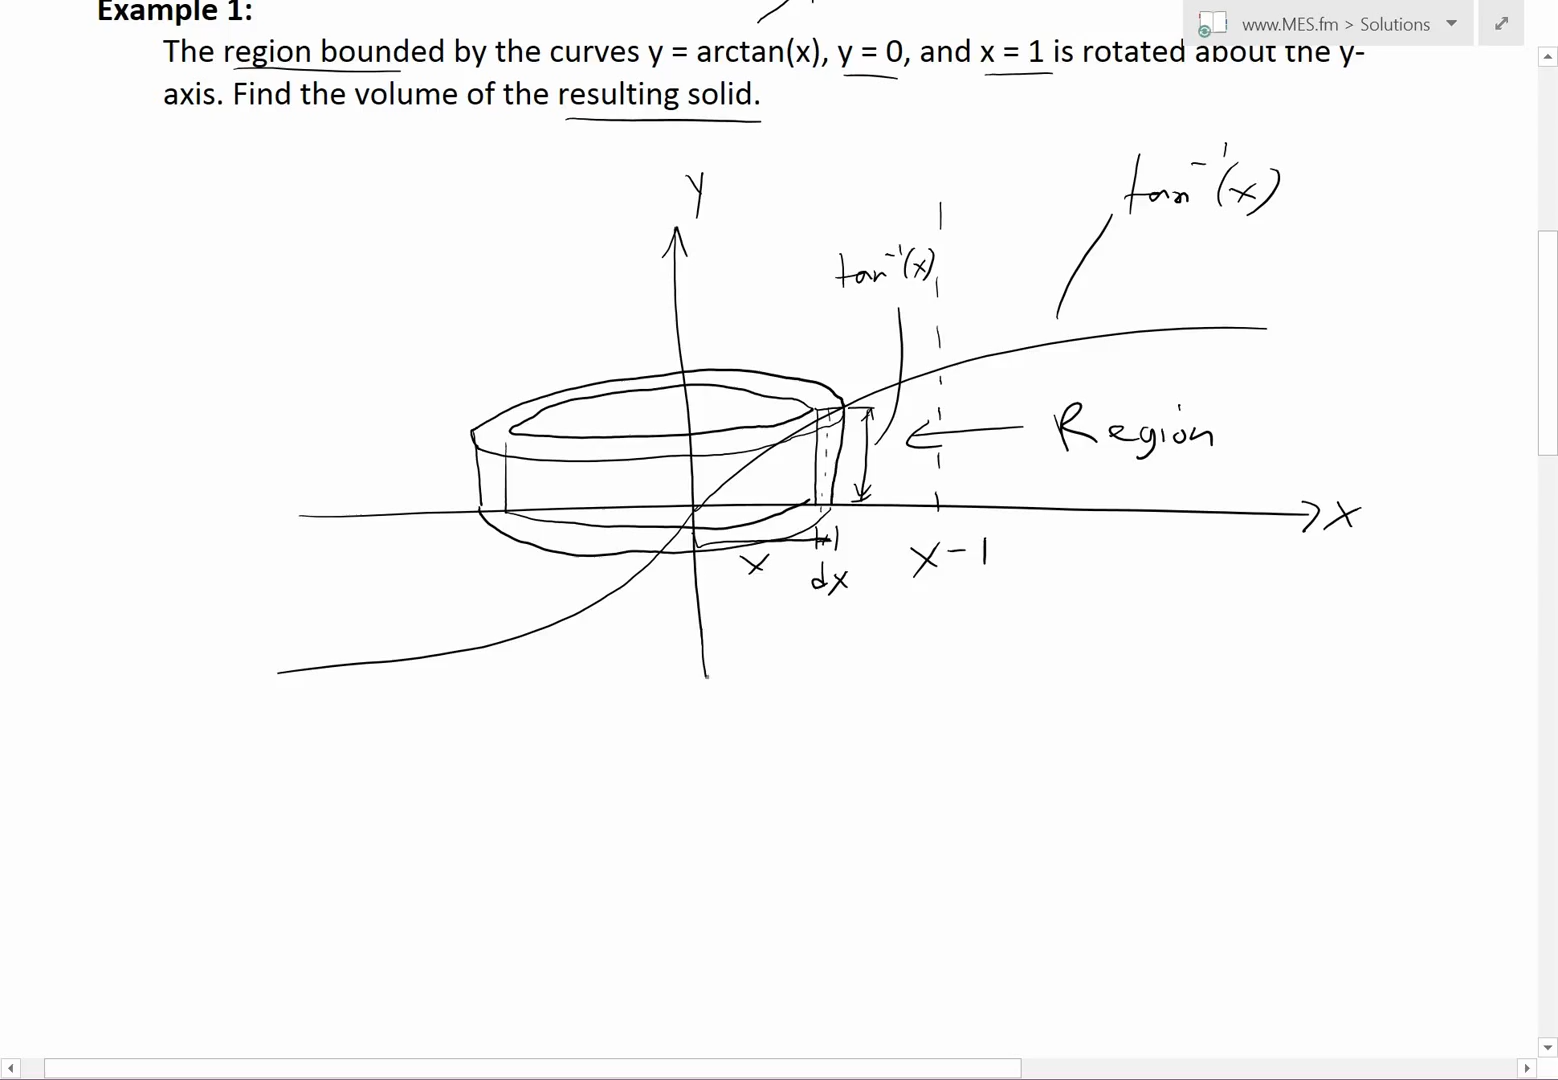 Example 1:
www.MES.fm > Solutions
The region bounded by the curves y = arctan(x), y = 0, and x = 1 is rotated about the y-
axis. Find the volume of the resulting solid.
y
tan⁻¹(x)
tan⁻¹(x)
Region
x
x
dx
x - 1